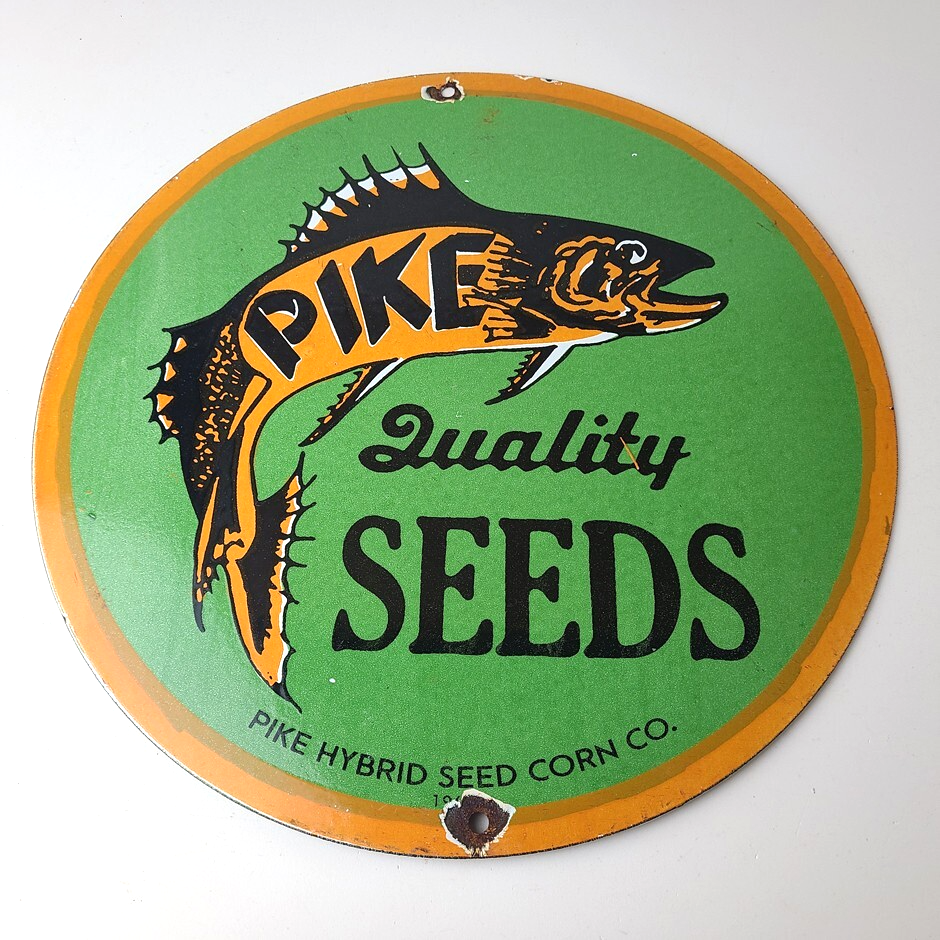 PIKE
Quality
SEEDS
PIKE HYBRID SEED CORN CO.